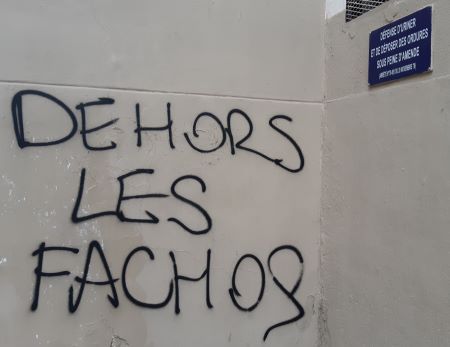 DEHORS
LES
FACHOS
DÉFENSE D'URINER
ET DE DÉPOSER DES ORDURES
SOUS PEINE D'AMENDE